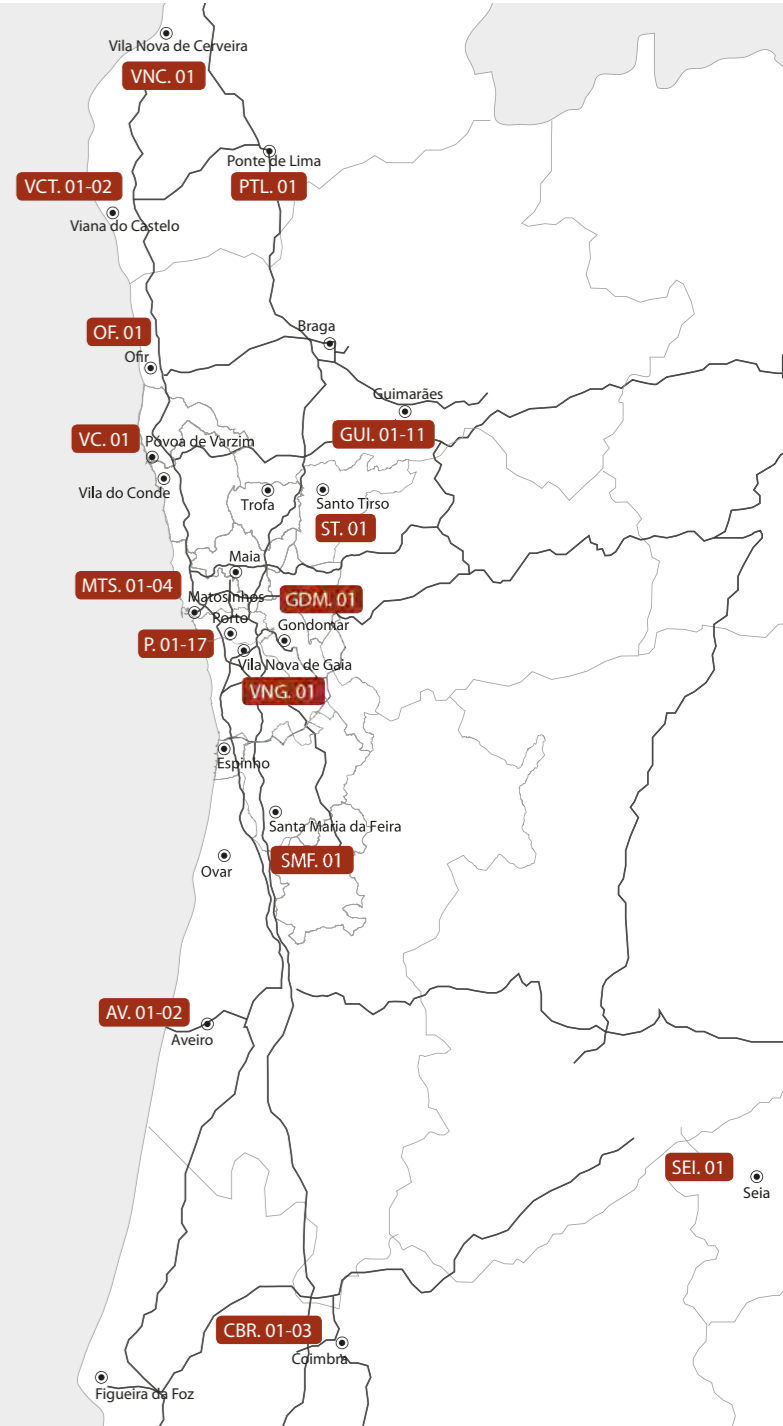 Vila Nova de Cerveira
VNC. 01
Ponte de Lima
VCT. 01-02
PTL. 01
Viana do Castelo
OF. 01
Braga
Ofir
Guimarães
VC. 01
Póvoa de Varzim
GUI. 01-11
Vila do Conde
Trofa
Santo Tirso
ST. 01
Maia
MTS. 01-04
Matosinhos
GDM. 01
Porto
Gondomar
P. 01-17
Vila Nova de Gaia
VNG. 01
Espinho
Santa Maria da Feira
SMF. 01
Ovar
AV. 01-02
Aveiro
SEI. 01
Seia
CBR. 01-03
Coimbra
Figueira da Foz